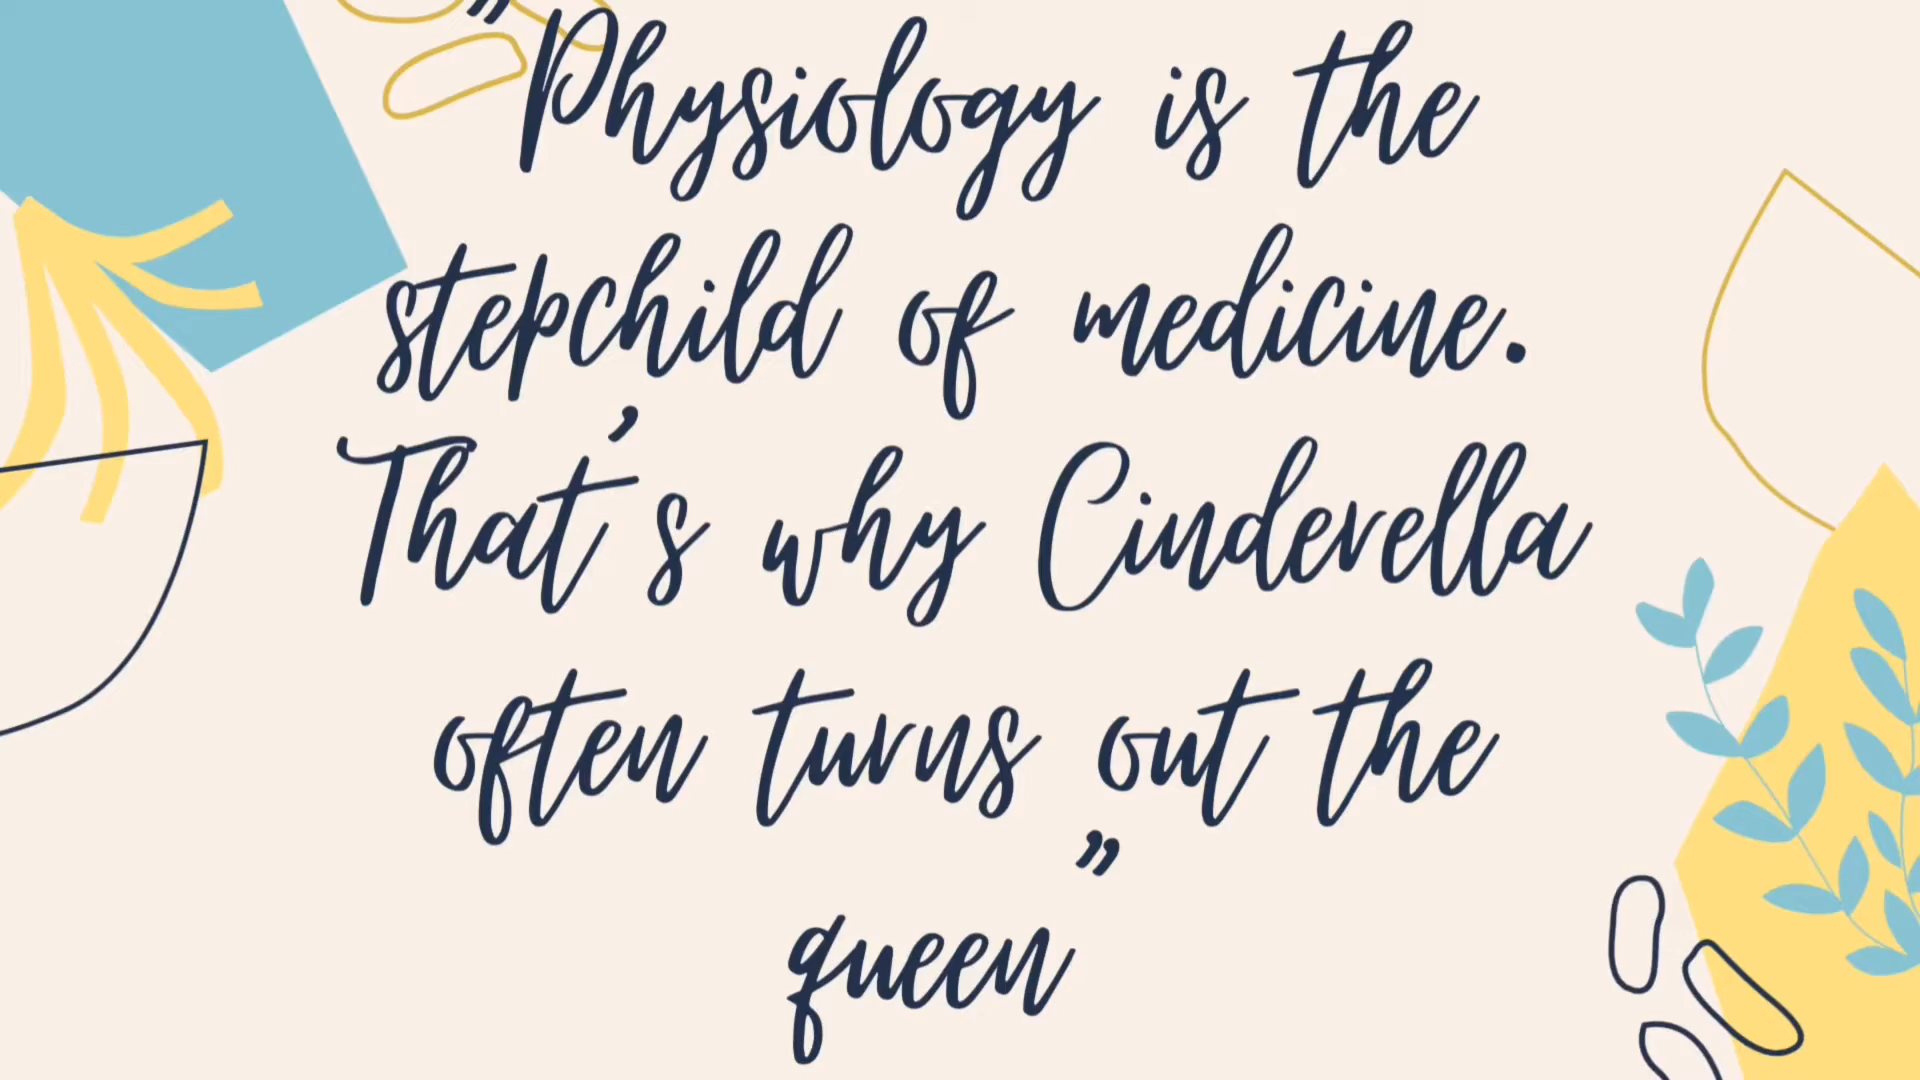 "Physiology is the
stepchild of medicine.
That's why Cinderella
often turns out the
queen"